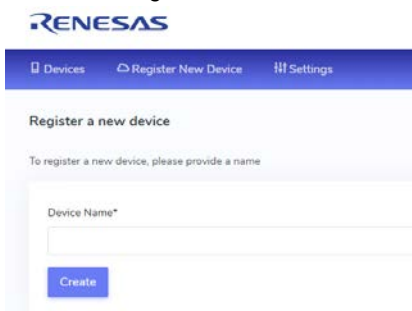 RENESAS
Devices Register New Device Settings
Register a new device
To register a new device, please provide a name
Device Name*
Create